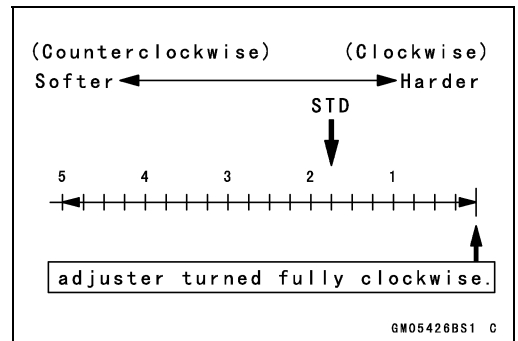 (Counterclockwise) (Clockwise)
Softer Harder
STD
5 4 3 2 1
adjuster turned fully clockwise.
GM05426BS1 C